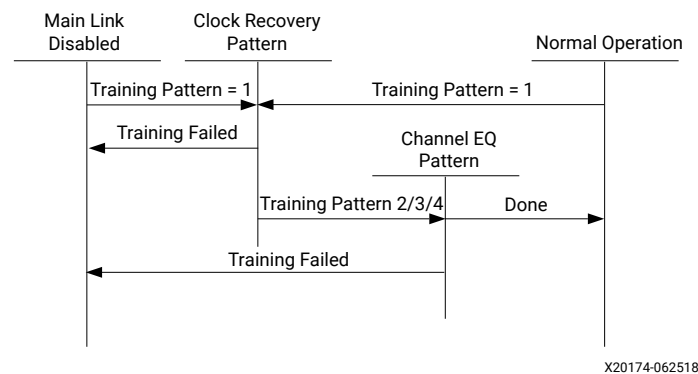 Main Link
Disabled
Clock Recovery
Pattern
Normal Operation
Training Pattern = 1
Training Pattern = 1
Training Failed
Channel EQ
Pattern
Training Pattern 2/3/4
Done
Training Failed
X20174-062518